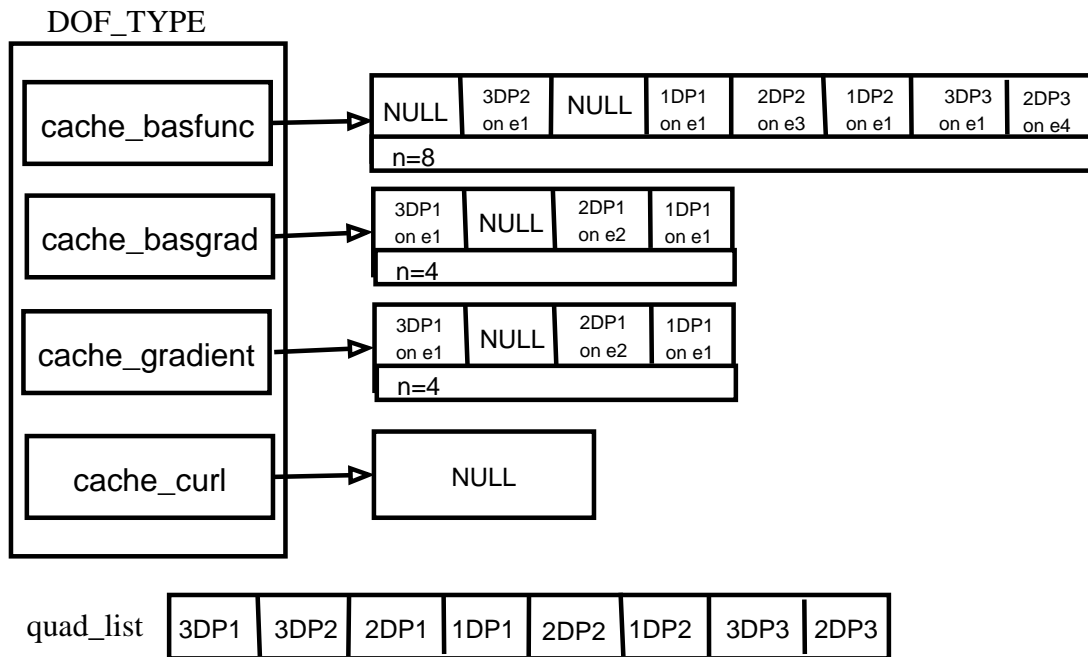 DOF_TYPE
cache_basfunc
NULL
3DP2
on e1
NULL
1DP1
on e1
2DP2
on e3
1DP2
on e1
3DP3
on e1
2DP3
on e4
n=8
cache_basgrad
3DP1
on e1
NULL
2DP1
on e2
1DP1
on e1
n=4
cache_gradient
3DP1
on e1
NULL
2DP1
on e2
1DP1
on e1
n=4
cache_curl
NULL
quad_list
3DP1
3DP2
2DP1
1DP1
2DP2
1DP2
3DP3
2DP3